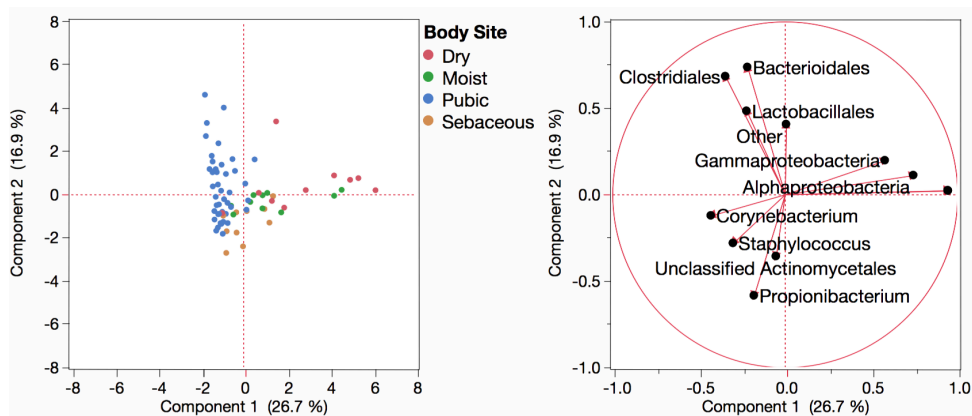 8
6
4
2
0
-2
-4
-6
-8
Component 2 (16.9 %)
-8 -6 -4 -2 0 2 4 6 8
Component 1 (26.7 %)
Body Site
Dry
Moist
Pubic
Sebaceous
1.0
0.5
0.0
-0.5
-1.0
Component 2 (16.9 %)
Clostridiales
Bacterioidales
Lactobacillales
Other
Gammaproteobacteria
Alphaproteobacteria
Corynebacterium
Staphylococcus
Unclassified Actinomycetales
Propionibacterium
-1.0 -0.5 0.0 0.5 1.0
Component 1 (26.7 %)